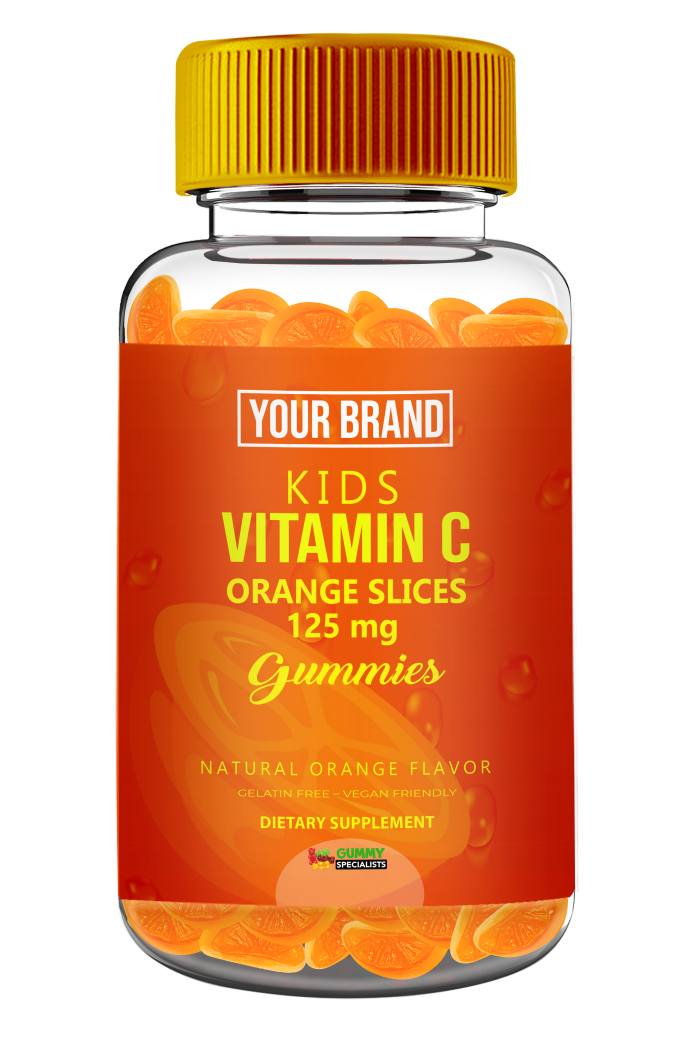 YOUR BRAND
KIDS
VITAMIN C
ORANGE SLICES
125 mg
Gummies
NATURAL ORANGE FLAVOR
GELATIN FREE – VEGAN FRIENDLY
DIETARY SUPPLEMENT
GUMMY
SPECIALISTS